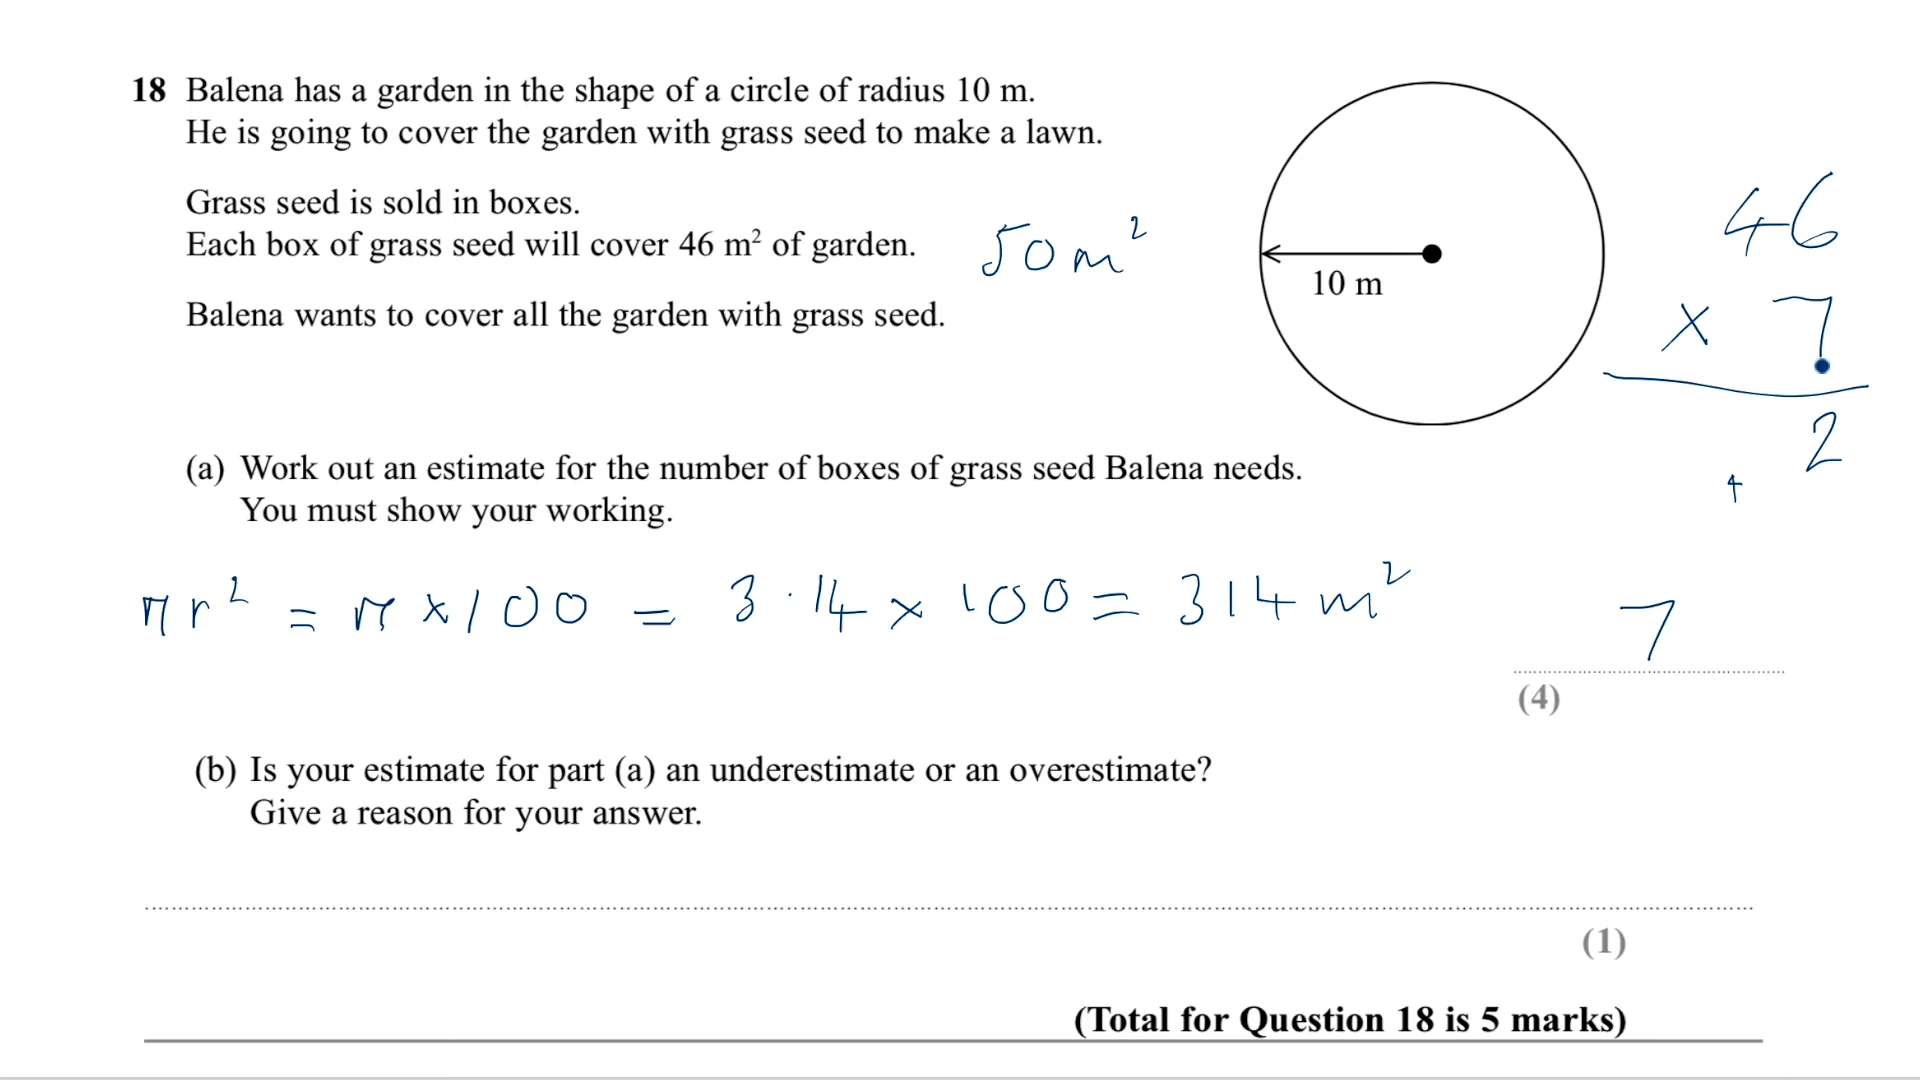 18 Balena has a garden in the shape of a circle of radius 10 m.
He is going to cover the garden with grass seed to make a lawn.
Grass seed is sold in boxes.
Each box of grass seed will cover 46 m² of garden.
50 m²
Balena wants to cover all the garden with grass seed.
10 m
46
× 7
2
4
(a) Work out an estimate for the number of boxes of grass seed Balena needs.
You must show your working.
πr² = π × 100 = 3.14 × 100 = 314 m²
7
(4)
(b) Is your estimate for part (a) an underestimate or an overestimate?
Give a reason for your answer.
(1)
(Total for Question 18 is 5 marks)